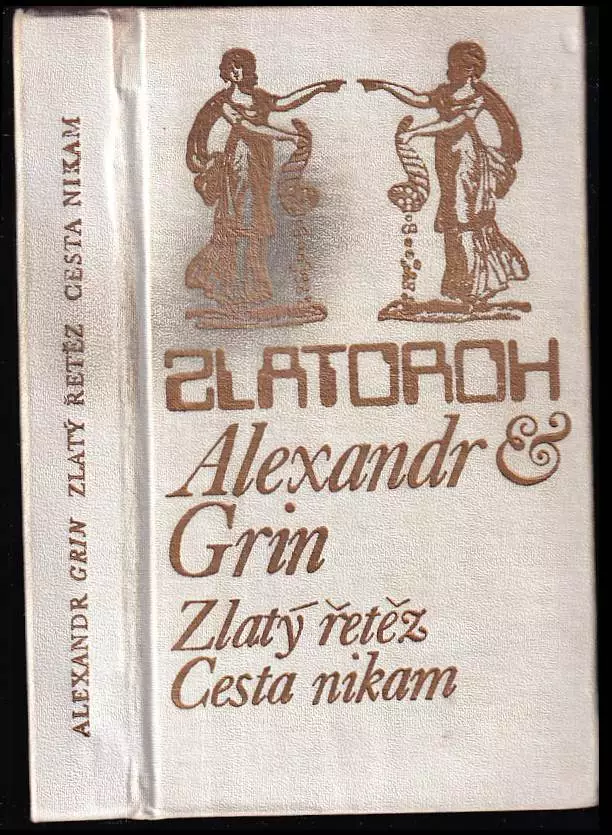 ALEXANDR GRIN ZLATÝ ŘETĚZ CESTA NIKAM
ZLATOROH
Alexandr &
Grin
Zlatý řetěz
Cesta nikam